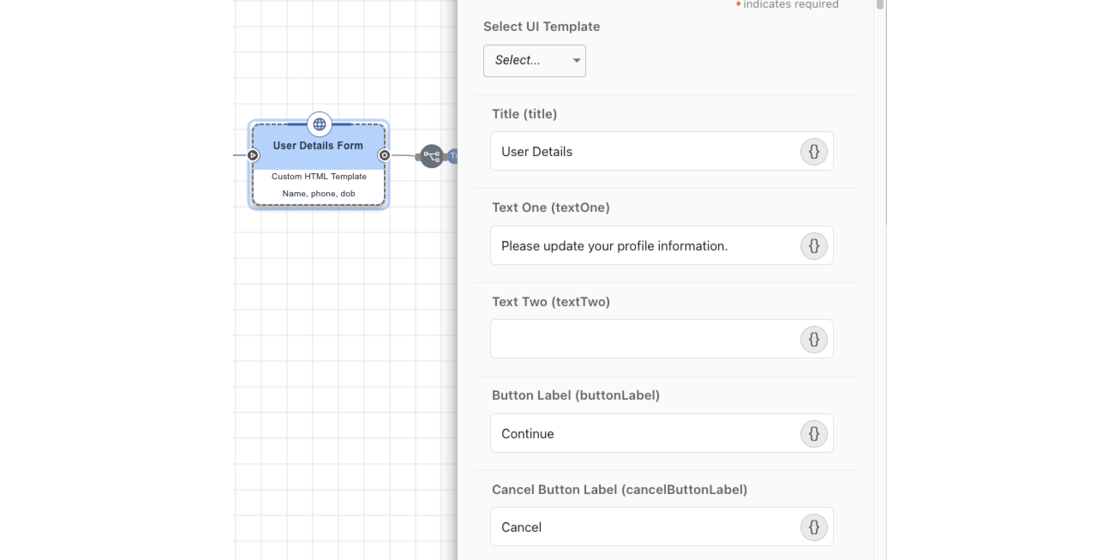 * indicates required
Select UI Template
Select...
Title (title)
User Details
{}
Text One (textOne)
Please update your profile information.
{}
Text Two (textTwo)
{}
Button Label (buttonLabel)
Continue
{}
Cancel Button Label (cancelButtonLabel)
Cancel
{}
User Details Form
Custom HTML Template
Name, phone, dob